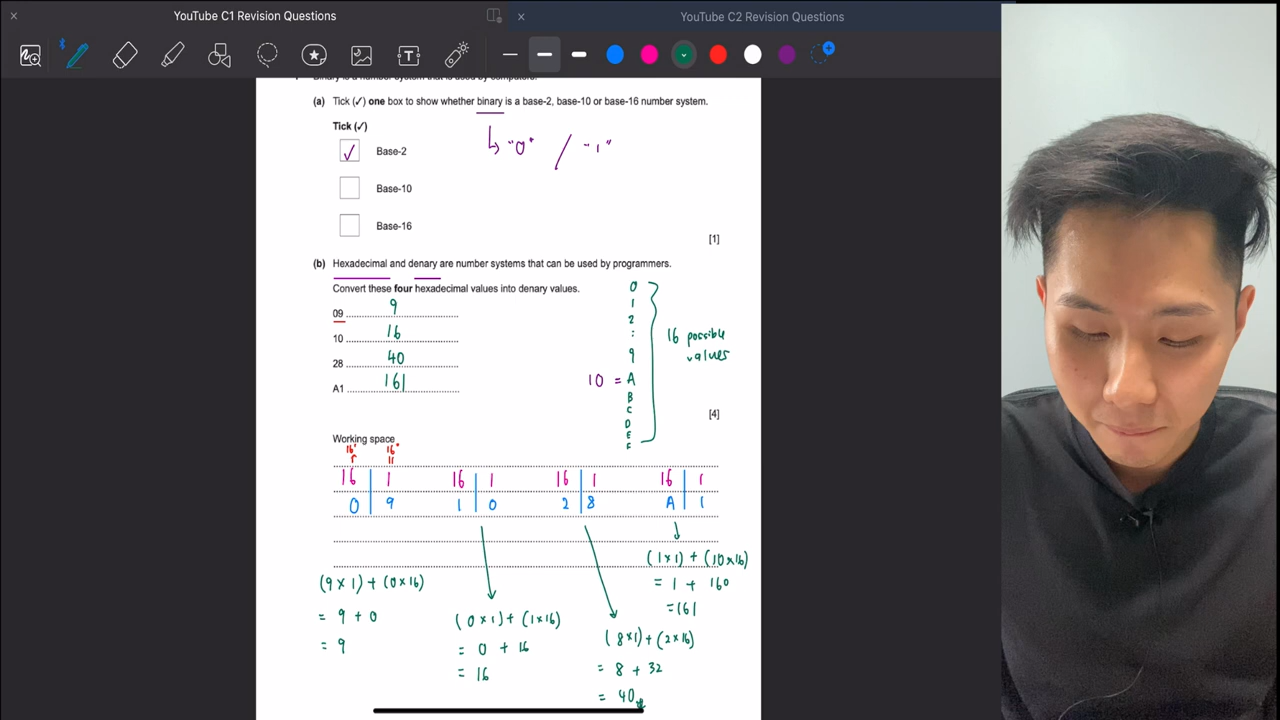 YouTube C1 Revision Questions
YouTube C2 Revision Questions
Binary is a number system that is used by computers.
(a) Tick (✓) one box to show whether binary is a base-2, base-10 or base-16 number system.
Tick (✓)
✓ Base-2
↳ "0" / "1"
Base-10
Base-16
[1]
(b) Hexadecimal and denary are number systems that can be used by programmers.
Convert these four hexadecimal values into denary values.
09 9
10 16
28 40
A1 161
0
1
2
:
9
10 = A
B
C
D
E
F
16 possible
values
[4]
Working space
16¹ 16⁰
16 1 16 1 16 1 16 1
0 9 1 0 2 8 A 1
(9 × 1) + (0 × 16)
= 9 + 0
= 9
(0 × 1) + (1 × 16)
= 0 + 16
= 16
(8 × 1) + (2 × 16)
= 8 + 32
= 40
(1 × 1) + (10 × 16)
= 1 + 160
= 161